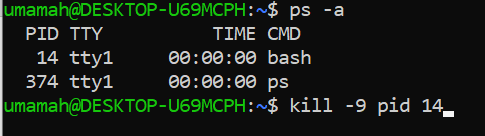 umamah@DESKTOP-U69MCPH:~$ ps -a
  PID TTY          TIME CMD
   14 tty1     00:00:00 bash
  374 tty1     00:00:00 ps
umamah@DESKTOP-U69MCPH:~$ kill -9 pid 14_